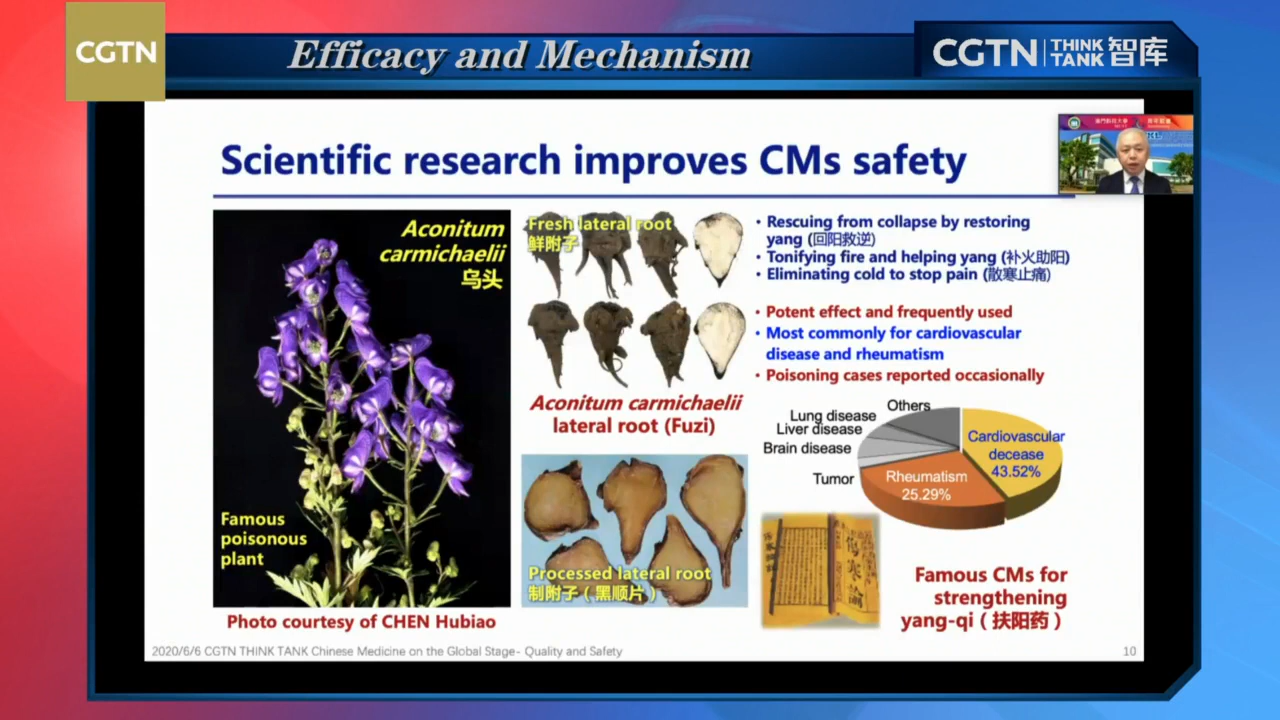 CGTN
Efficacy and Mechanism
CGTN THINK TANK 智库
Scientific research improves CMs safety
Aconitum
carmichaelii
乌头
Famous
poisonous
plant
Photo courtesy of CHEN Hubiao
Fresh lateral root
鲜附子
Aconitum carmichaelii
lateral root (Fuzi)
Processed lateral root
制附子（黑顺片）
• Rescuing from collapse by restoring
yang (回阳救逆)
• Tonifying fire and helping yang (补火助阳)
• Eliminating cold to stop pain (散寒止痛)
• Potent effect and frequently used
• Most commonly for cardiovascular
disease and rheumatism
• Poisoning cases reported occasionally
Others
Lung disease
Liver disease
Brain disease
Tumor
Cardiovascular
decease
43.52%
Rheumatism
25.29%
傷寒論
Famous CMs for
strengthening
yang-qi（扶阳药）
2020/6/6 CGTN THINK TANK Chinese Medicine on the Global Stage- Quality and Safety
10